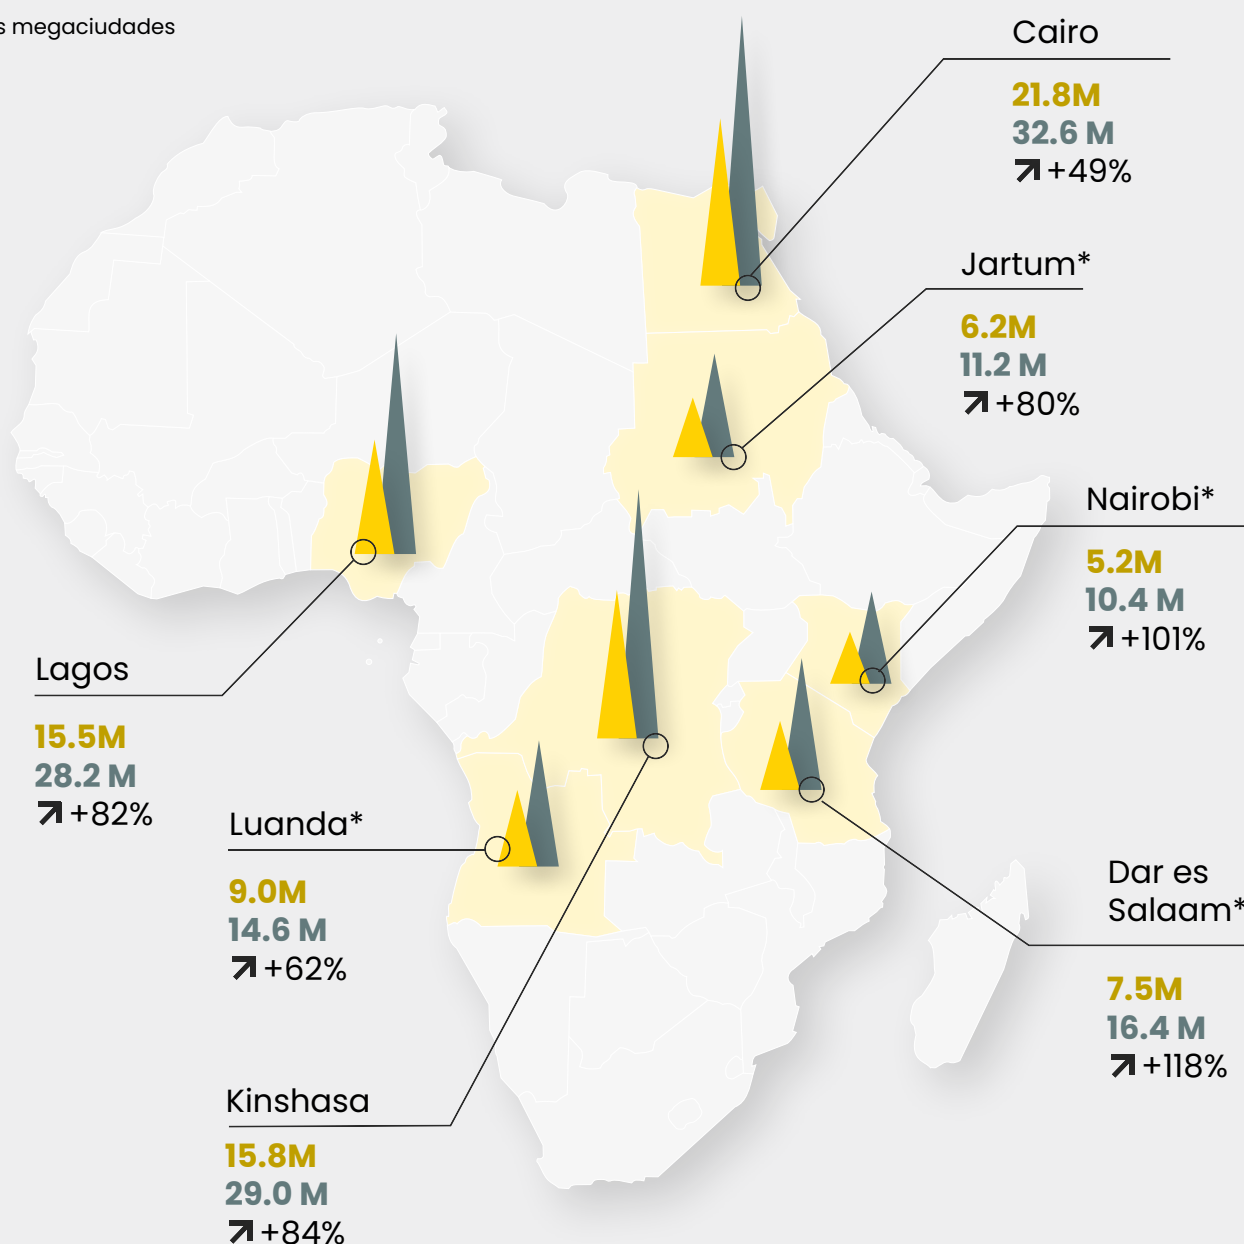 s megaciudades
Cairo
21.8M
32.6 M
+49%
Jartum*
6.2M
11.2 M
+80%
Nairobi*
5.2M
10.4 M
+101%
Lagos
15.5M
28.2 M
+82%
Luanda*
9.0M
14.6 M
+62%
Dar es
Salaam*
7.5M
16.4 M
+118%
Kinshasa
15.8M
29.0 M
+84%